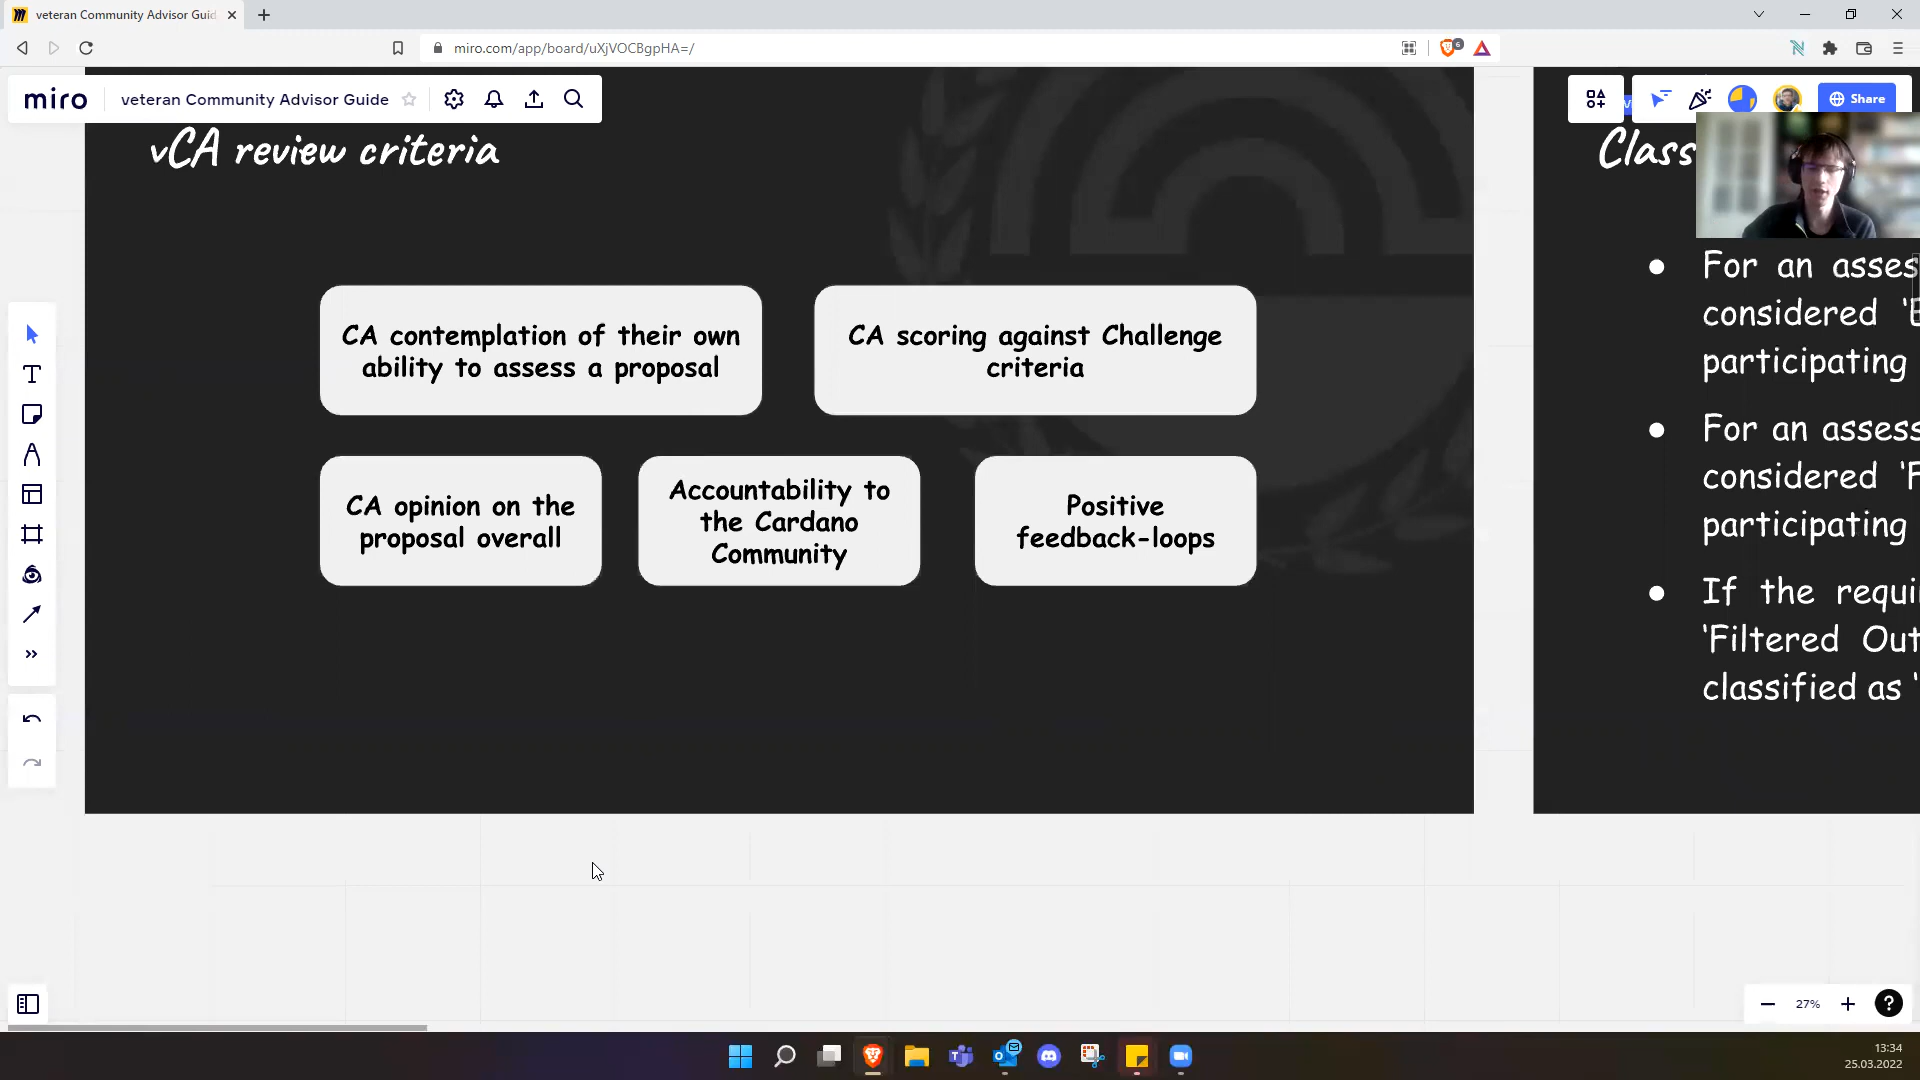 veteran Community Advisor Guid
miro.com/app/board/uXjVOCBgpHA=/
6
miro
veteran Community Advisor Guide
Share
vCA review criteria
CA contemplation of their own
ability to assess a proposal
CA scoring against Challenge
criteria
CA opinion on the
proposal overall
Accountability to
the Cardano
Community
Positive
feedback-loops
Class
For an asses
considered
participating
For an assess
considered 'F
participating
If the requi
'Filtered Out
classified as '
27%
13:34
25.03.2022